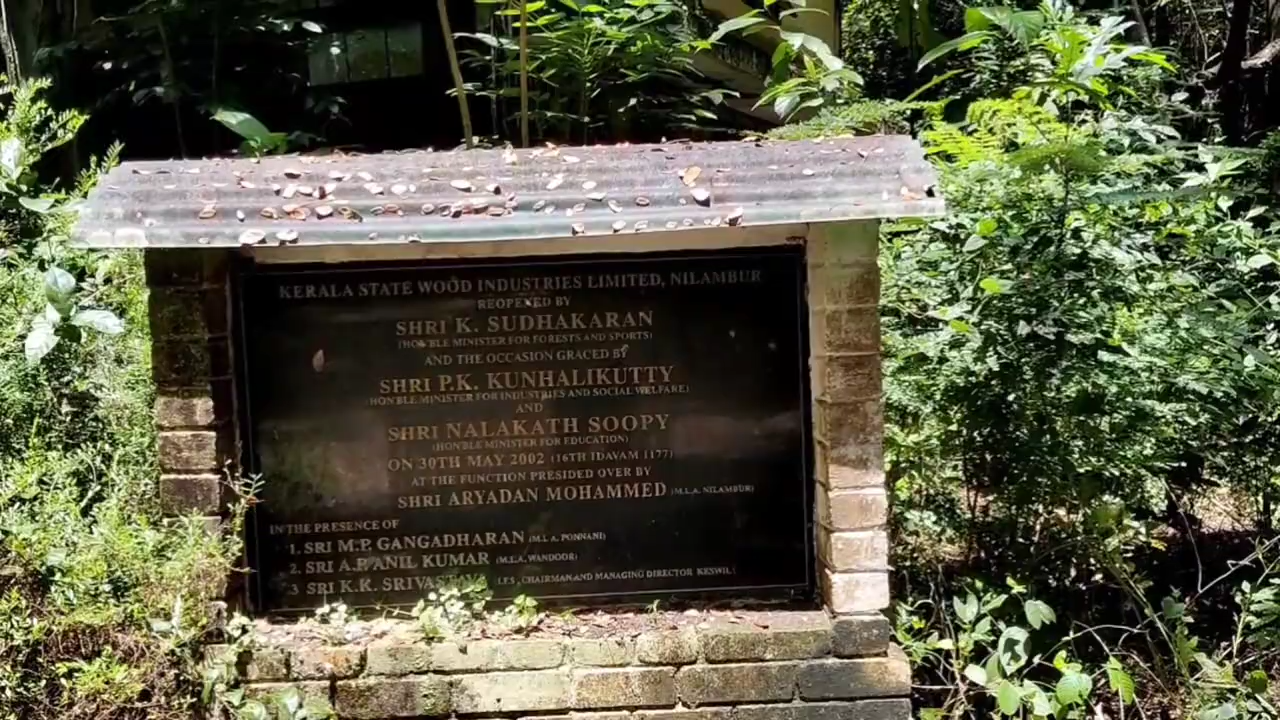 KERALA STATE WOOD INDUSTRIES LIMITED, NILAMBUR
REOPENED BY
SHRI K. SUDHAKARAN
(HON'BLE MINISTER FOR FORESTS AND SPORTS)
AND THE OCCASION GRACED BY
SHRI P.K. KUNHALIKUTTY
(HON'BLE MINISTER FOR INDUSTRIES AND SOCIAL WELFARE)
AND
SHRI NALAKATH SOOPY
(HON'BLE MINISTER FOR EDUCATION)
ON 30TH MAY 2002 (16TH IDAVAM 1177)
AT THE FUNCTION PRESIDED OVER BY
SHRI ARYADAN MOHAMMED (M.L.A. NILAMBUR)
IN THE PRESENCE OF
1. SRI M.P. GANGADHARAN (M.L.A. PONNANI)
2. SRI A.P. ANIL KUMAR (M.L.A. WANDOOR)
3 SRI K.K. SRIVASTAVA I.F.S., CHAIRMAN AND MANAGING DIRECTOR KESWIL